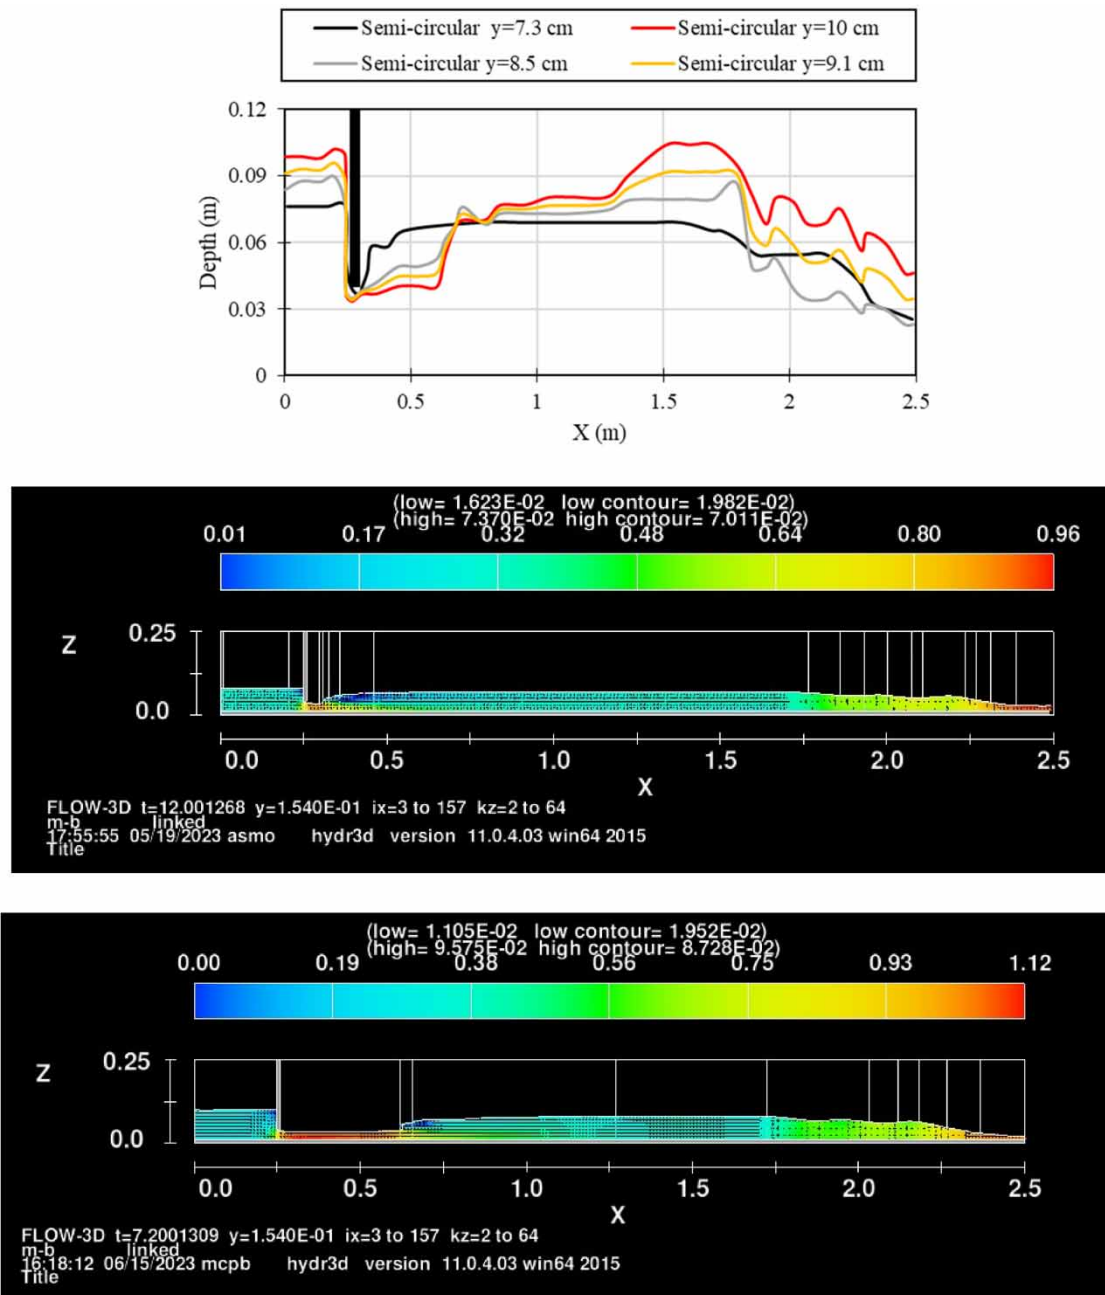 Semi-circular y=7.3 cm Semi-circular y=10 cm
Semi-circular y=8.5 cm Semi-circular y=9.1 cm
0.12
0.09
0.06
0.03
0
Depth (m)
0 0.5 1 1.5 2 2.5
X (m)
(low= 1.623E-02 low contour= 1.982E-02)
(high= 7.370E-02 high contour= 7.011E-02)
0.01 0.17 0.32 0.48 0.64 0.80 0.96
Z
0.25
0.0
0.0 0.5 1.0 1.5 2.0 2.5
X
FLOW-3D t=12.001268 y=1.540E-01 ix=3 to 157 kz=2 to 64
m-b linked
17:55:55 05/19/2023 asmo hydr3d version 11.0.4.03 win64 2015
Title
(low= 1.105E-02 low contour= 1.952E-02)
(high= 9.575E-02 high contour= 8.728E-02)
0.00 0.19 0.38 0.56 0.75 0.93 1.12
Z
0.25
0.0
0.0 0.5 1.0 1.5 2.0 2.5
X
FLOW-3D t=7.2001309 y=1.540E-01 ix=3 to 157 kz=2 to 64
m-b linked
16:18:12 06/15/2023 mcpb hydr3d version 11.0.4.03 win64 2015
Title